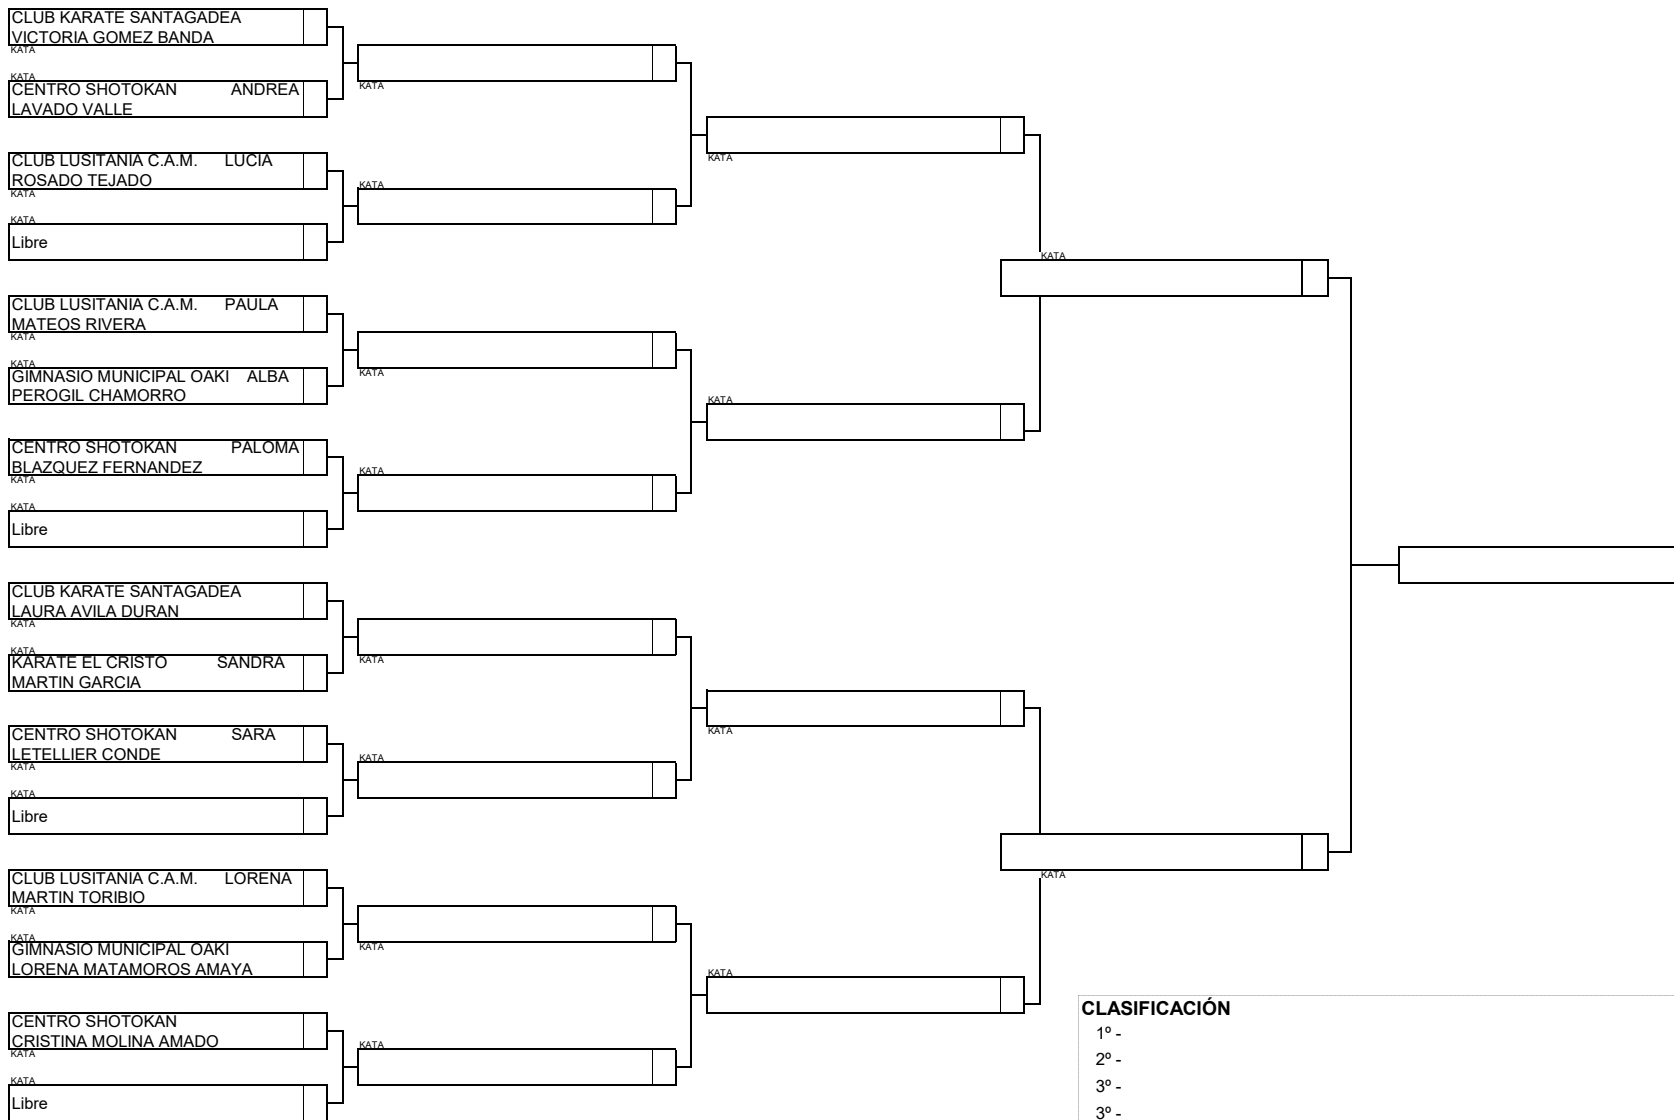 CLUB KARATE SANTAGADEA
VICTORIA GOMEZ BANDA
KATA
KATA
CENTRO SHOTOKAN ANDREA
LAVADO VALLE
CLUB LUSITANIA C.A.M. LUCIA
ROSADO TEJADO
KATA
KATA
Libre
CLUB LUSITANIA C.A.M. PAULA
MATEOS RIVERA
KATA
KATA
GIMNASIO MUNICIPAL OAKI ALBA
PEROGIL CHAMORRO
CENTRO SHOTOKAN PALOMA
BLAZQUEZ FERNANDEZ
KATA
KATA
Libre
CLUB KARATE SANTAGADEA
LAURA AVILA DURAN
KATA
KATA
KARATE EL CRISTO SANDRA
MARTIN GARCIA
CENTRO SHOTOKAN SARA
LETELLIER CONDE
KATA
KATA
Libre
CLUB LUSITANIA C.A.M. LORENA
MARTIN TORIBIO
KATA
KATA
GIMNASIO MUNICIPAL OAKI
LORENA MATAMOROS AMAYA
CENTRO SHOTOKAN
CRISTINA MOLINA AMADO
KATA
KATA
Libre
KATA
KATA
KATA
KATA
KATA
KATA
KATA
KATA
KATA
KATA
KATA
KATA
KATA
KATA
CLASIFICACIÓN
1º -
2º -
3º -
3º -